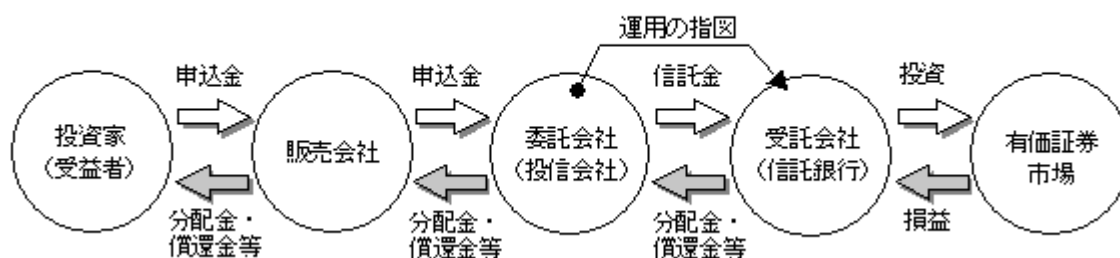 運用の指図
申込金
申込金
信託金
投資
投資家
(受益者)
販売会社
委託会社
(投信会社)
受託会社
(信託銀行)
有価証券
市場
分配金・
償還金等
分配金・
償還金等
分配金・
償還金等
損益